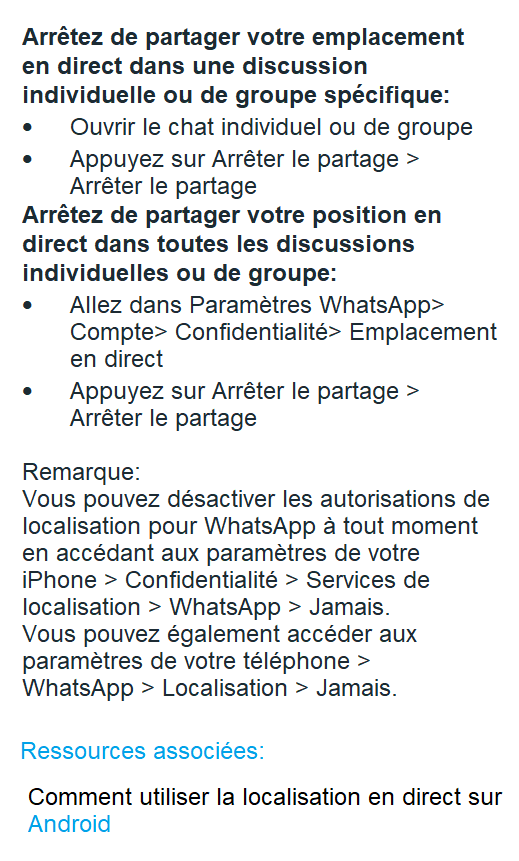 Arrêtez de partager votre emplacement
en direct dans une discussion
individuelle ou de groupe spécifique:
• Ouvrir le chat individuel ou de groupe
• Appuyez sur Arrêter le partage >
Arrêter le partage
Arrêtez de partager votre position en
direct dans toutes les discussions
individuelles ou de groupe:
• Allez dans Paramètres WhatsApp>
Compte> Confidentialité> Emplacement
en direct
• Appuyez sur Arrêter le partage >
Arrêter le partage
Remarque:
Vous pouvez désactiver les autorisations de
localisation pour WhatsApp à tout moment
en accédant aux paramètres de votre
iPhone > Confidentialité > Services de
localisation > WhatsApp > Jamais.
Vous pouvez également accéder aux
paramètres de votre téléphone >
WhatsApp > Localisation > Jamais.
Ressources associées:
Comment utiliser la localisation en direct sur
Android